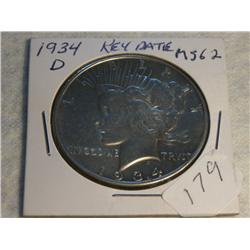 1934 KEY DATE MS62
D
LIBERTY
IN GOD WE TRVST
1934
179